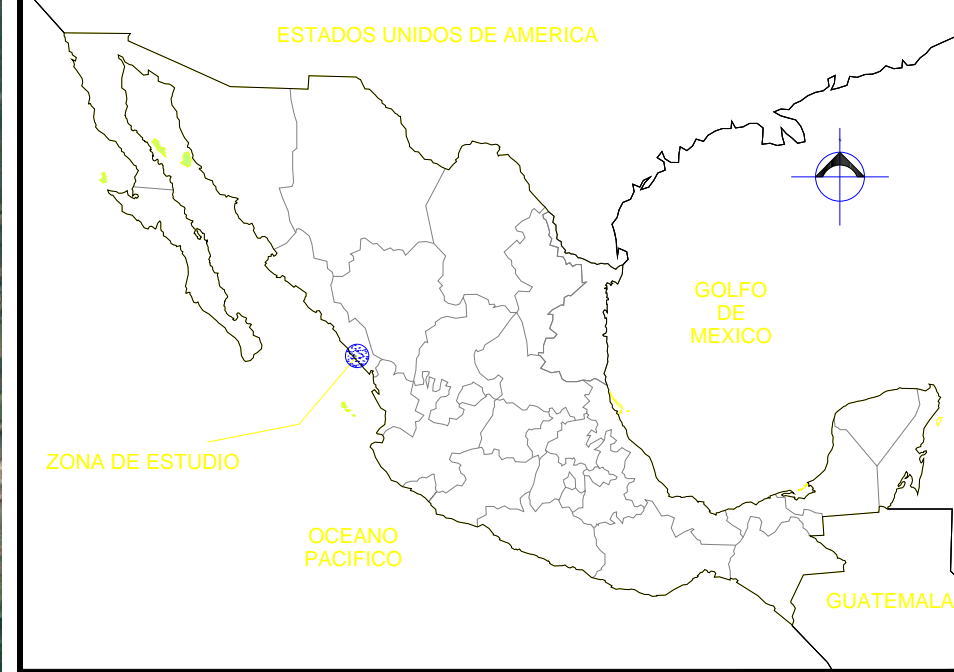 ESTADOS UNIDOS DE AMERICA
GOLFO
DE
MEXICO
ZONA DE ESTUDIO
OCEANO
PACIFICO
GUATEMALA